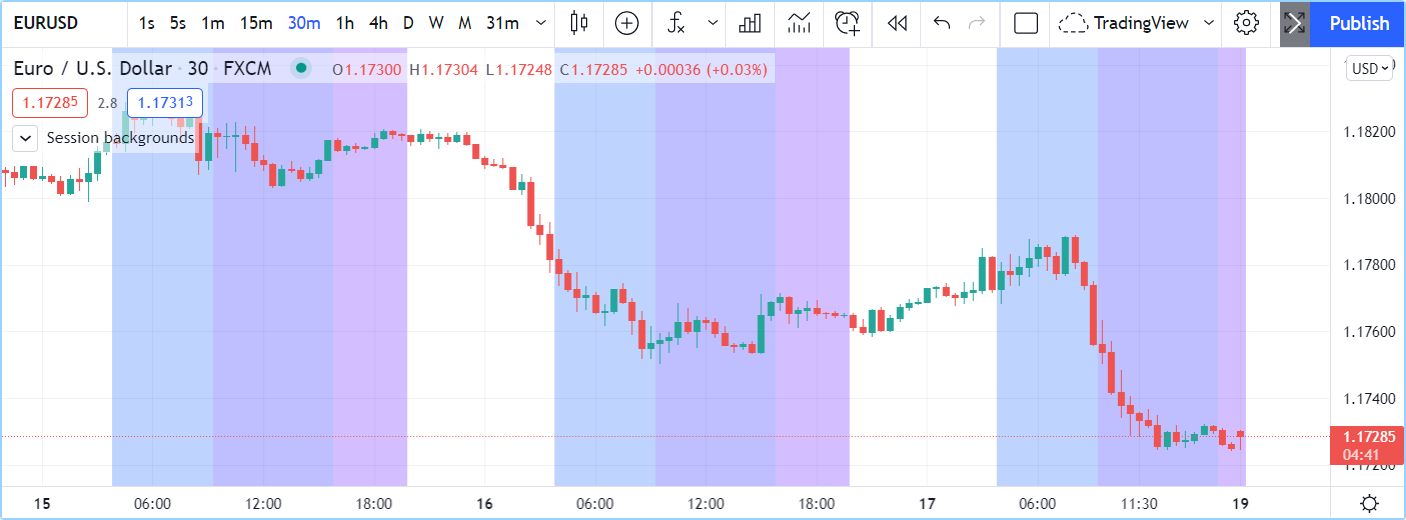 EURUSD 1s 5s 1m 15m 30m 1h 4h D W M 31m TradingView Publish
Euro / U.S. Dollar · 30 · FXCM O1.17300 H1.17304 L1.17248 C1.17285 +0.00036 (+0.03%)
USD
1.17285 2.8 1.17313
Session backgrounds
1.18200
1.18000
1.17800
1.17600
1.17400
1.17285
04:41
15 06:00 12:00 18:00 16 06:00 12:00 18:00 17 06:00 11:30 19